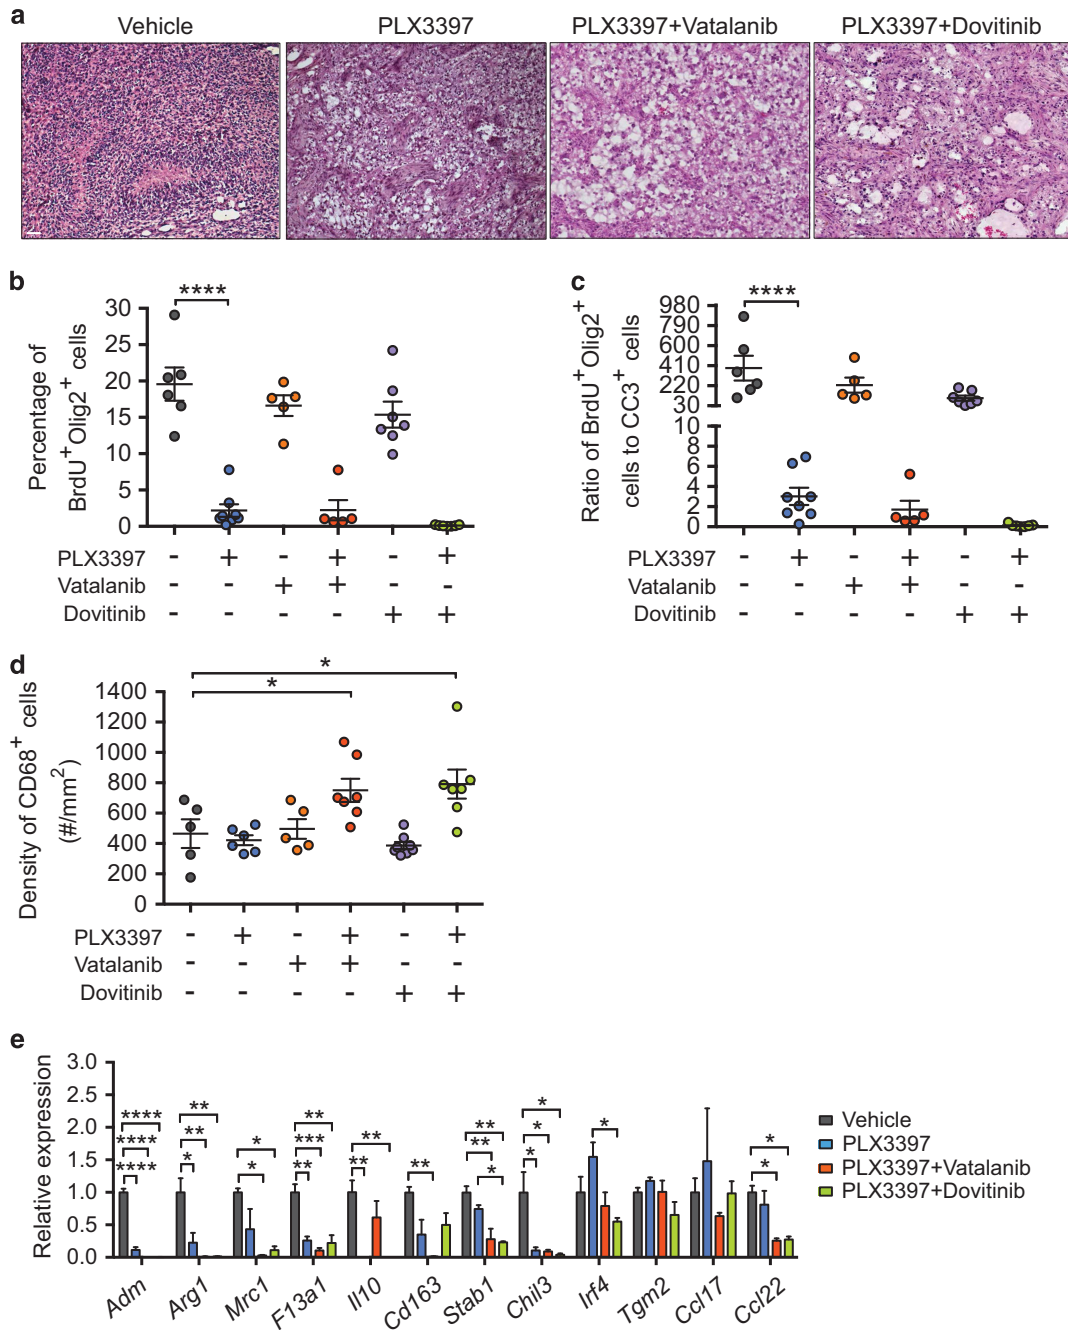 a
Vehicle PLX3397 PLX3397+Vatalanib PLX3397+Dovitinib
b
Percentage of
BrdU+Olig2+ cells
30
25
20
15
10
5
0
****
PLX3397 - + - + - +
Vatalanib - - + + - -
Dovitinib - - - - + +
c
Ratio of BrdU+Olig2+
cells to CC3+ cells
980
790
600
410
220
30
10
8
6
4
2
0
****
PLX3397 - + - + - +
Vatalanib - - + + - -
Dovitinib - - - - + +
d
Density of CD68+ cells
(#/mm2)
1400
1200
1000
800
600
400
200
0
*
*
PLX3397 - + - + - +
Vatalanib - - + + - -
Dovitinib - - - - + +
e
Relative expression
3.0
2.5
2.0
1.5
1.0
0.5
0.0
****
****
****
**
**
*
*
*
**
***
**
**
**
**
**
**
*
*
*
*
*
*
*
Adm Arg1 Mrc1 F13a1 Il10 Cd163 Stab1 Chil3 Irf4 Tgm2 Ccl17 Ccl22
Vehicle
PLX3397
PLX3397+Vatalanib
PLX3397+Dovitinib